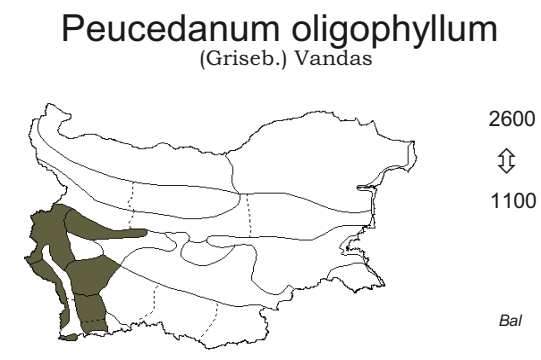 Peucedanum oligophyllum
(Griseb.) Vandas
2600
⇕
1100
Bal